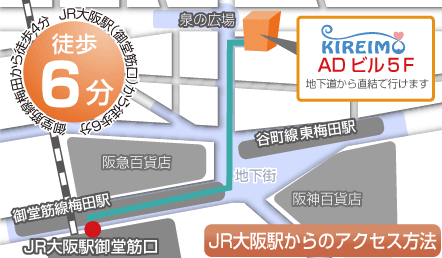 JR大阪駅(御堂筋口)から徒歩6分
御堂筋線梅田から徒歩4分
徒歩
6分
泉の広場
KIREIMO
ADビル5F
地下道から直結で行けます
谷町線東梅田駅
阪急百貨店
地下街
阪神百貨店
御堂筋線梅田駅
JR大阪駅御堂筋口
JR大阪駅からのアクセス方法